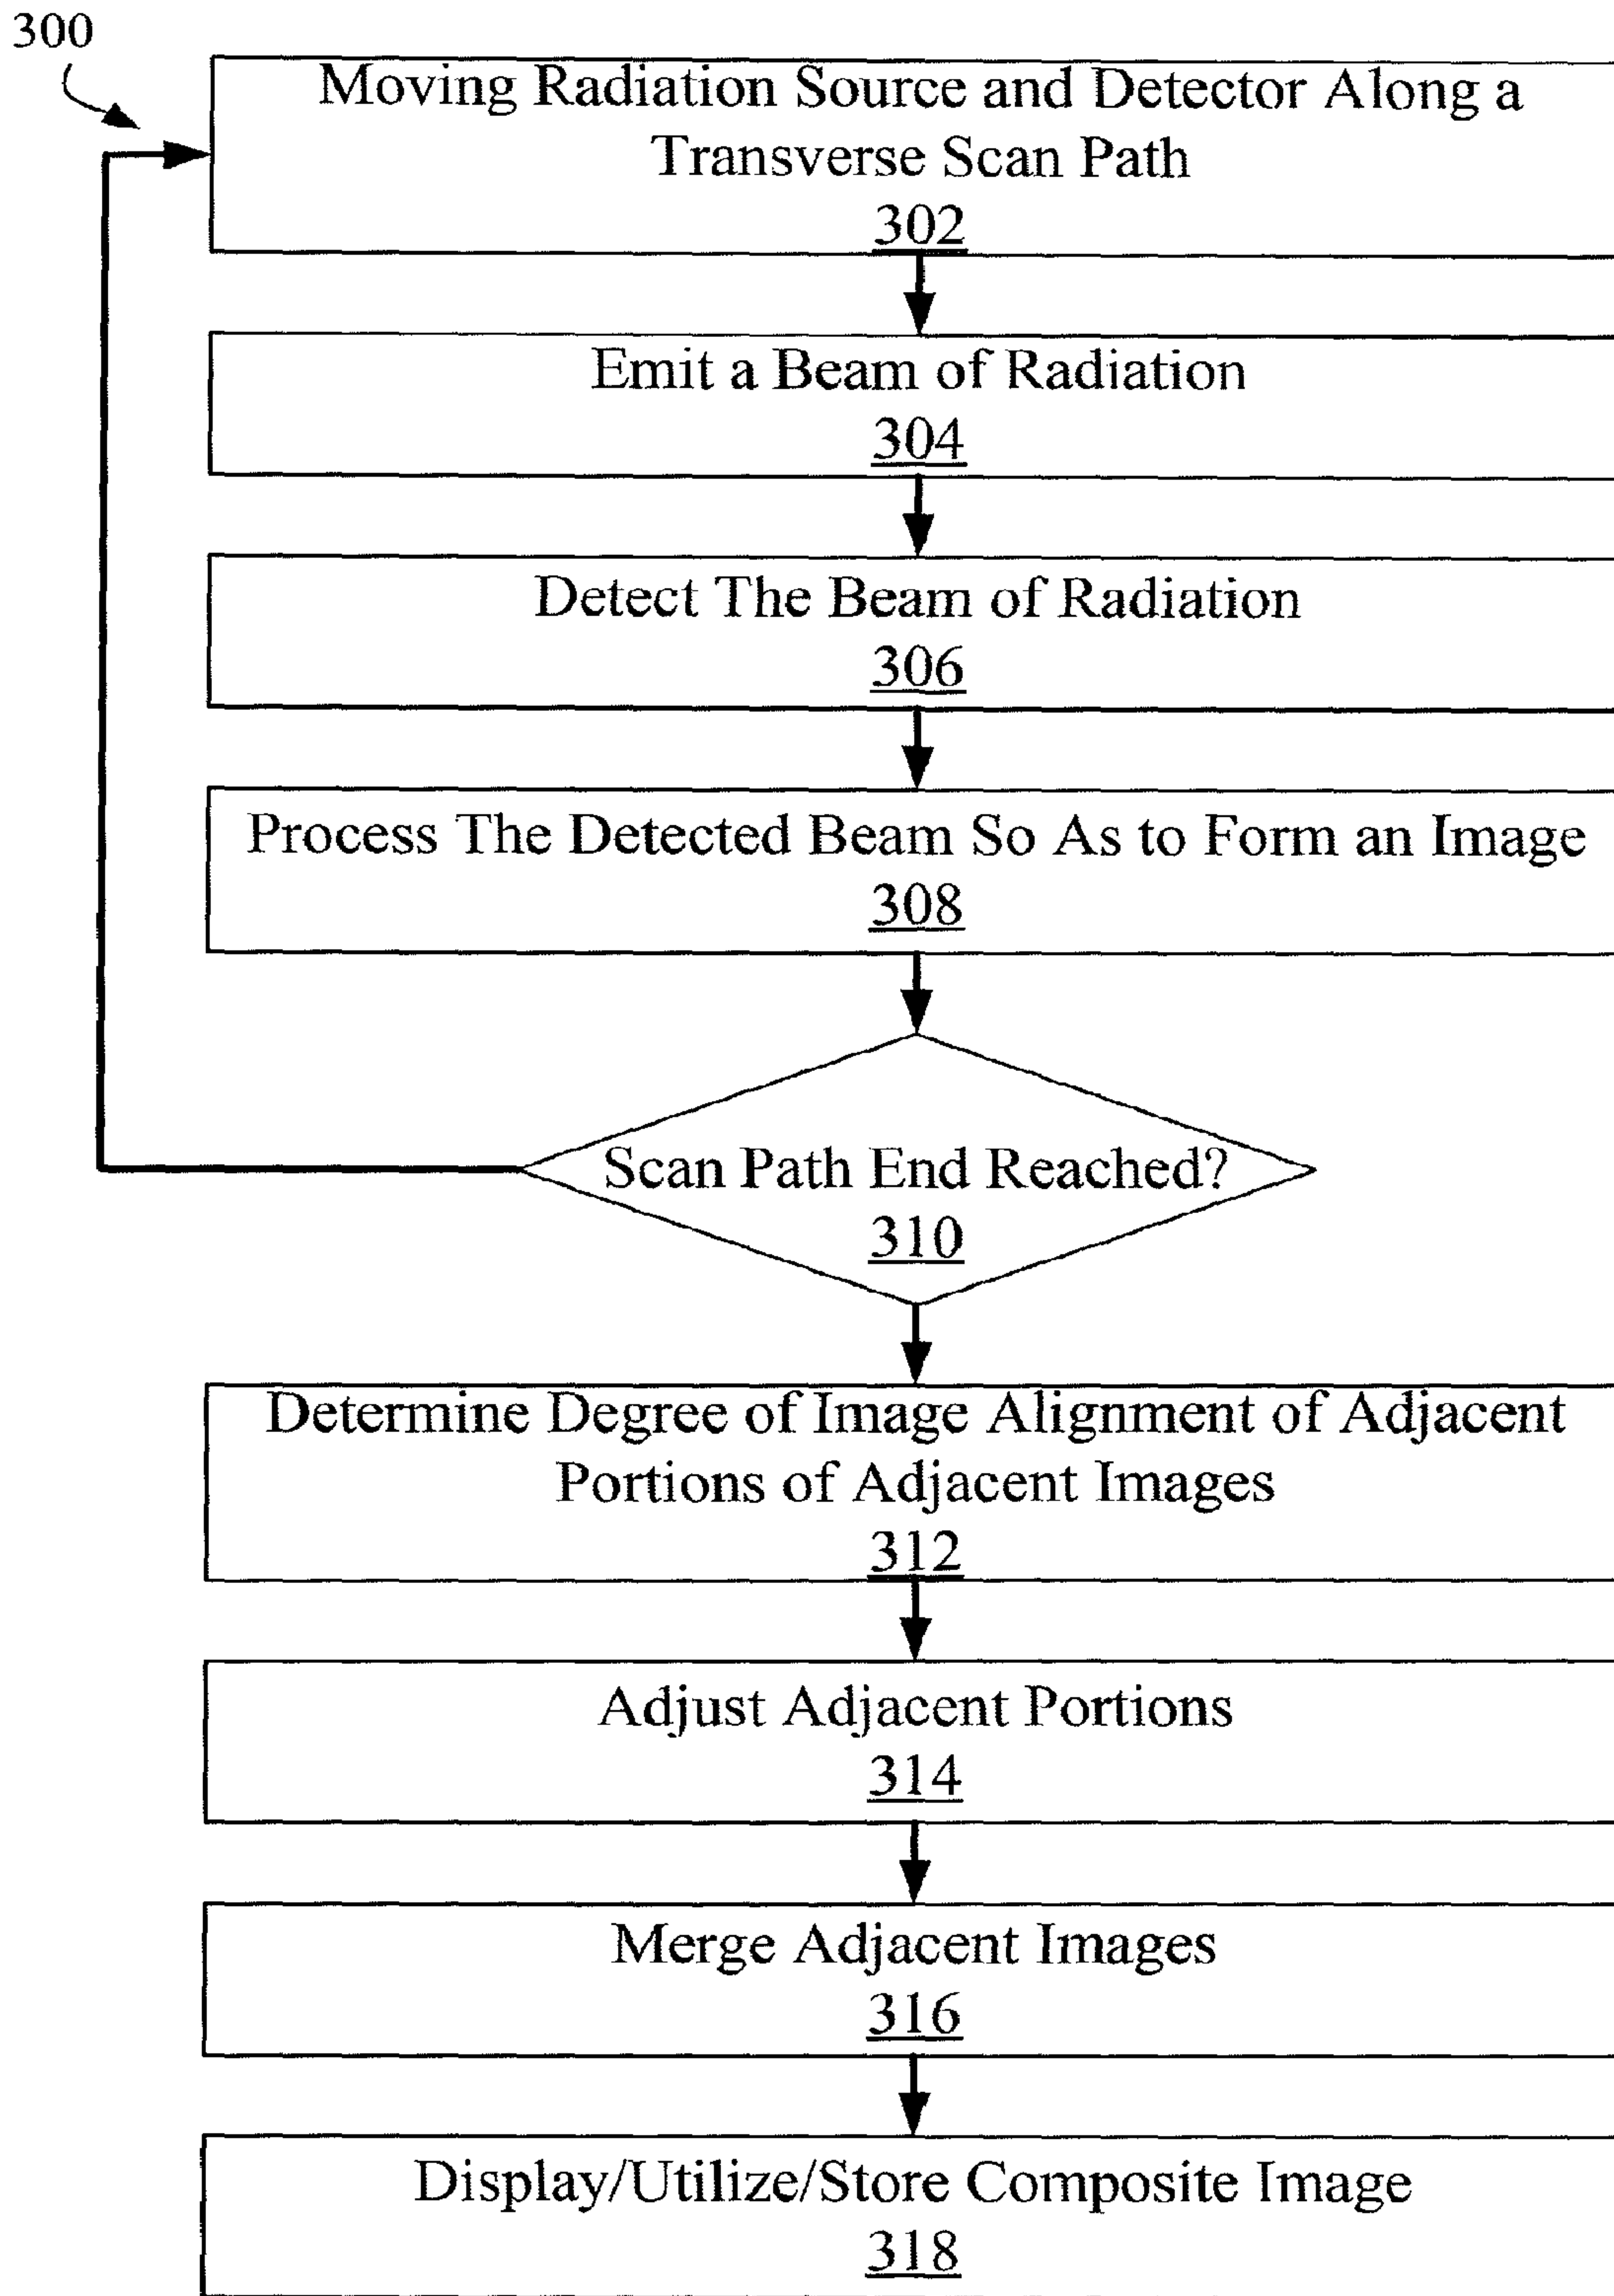 300
Moving Radiation Source and Detector Along a
Transverse Scan Path
302
Emit a Beam of Radiation
304
Detect The Beam of Radiation
306
Process The Detected Beam So As to Form an Image
308
Scan Path End Reached?
310
Determine Degree of Image Alignment of Adjacent
Portions of Adjacent Images
312
Adjust Adjacent Portions
314
Merge Adjacent Images
316
Display/Utilize/Store Composite Image
318